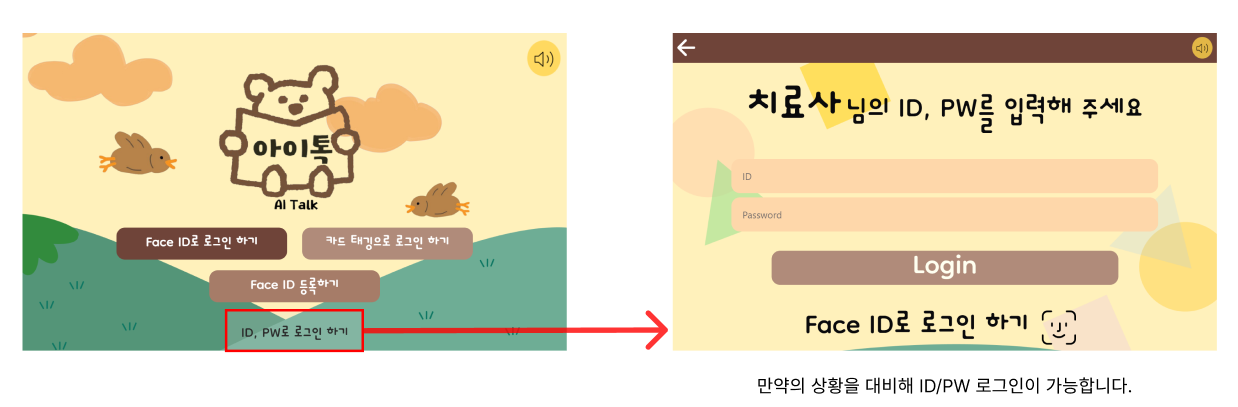 아이톡
AI Talk
Face ID로 로그인 하기
카드 태깅으로 로그인 하기
Face ID 등록하기
ID, PW로 로그인 하기
치료사님의 ID, PW를 입력해 주세요
ID
Password
Login
Face ID로 로그인 하기
만약의 상황을 대비해 ID/PW 로그인이 가능합니다.